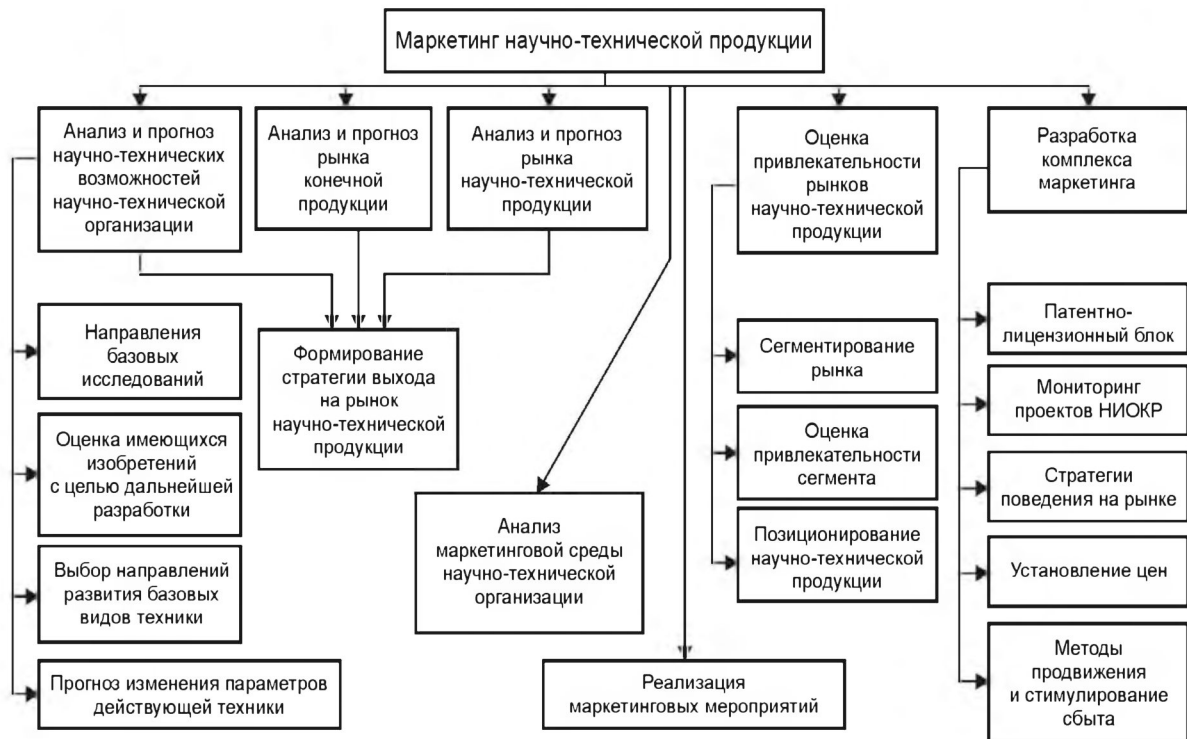 Маркетинг научно-технической продукции
Анализ и прогноз
научно-технических
возможностей
научно-технической
организации
Анализ и прогноз
рынка
конечной
продукции
Анализ и прогноз
рынка
научно-технической
продукции
Оценка
привлекательности
рынков
научно-технической
продукции
Разработка
комплекса
маркетинга
Направления
базовых
исследований
Оценка имеющихся
изобретений
с целью дальнейшей
разработки
Выбор направлений
развития базовых
видов техники
Прогноз изменения параметров
действующей техники
Формирование
стратегии выхода
на рынок
научно-технической
продукции
Анализ
маркетинговой среды
научно-технической
организации
Реализация
маркетинговых мероприятий
Сегментирование
рынка
Оценка
привлекательности
сегмента
Позиционирование
научно-технической
продукции
Патентно-
лицензионный блок
Мониторинг
проектов НИОКР
Стратегии
поведения на рынке
Установление цен
Методы
продвижения
и стимулирование
сбыта